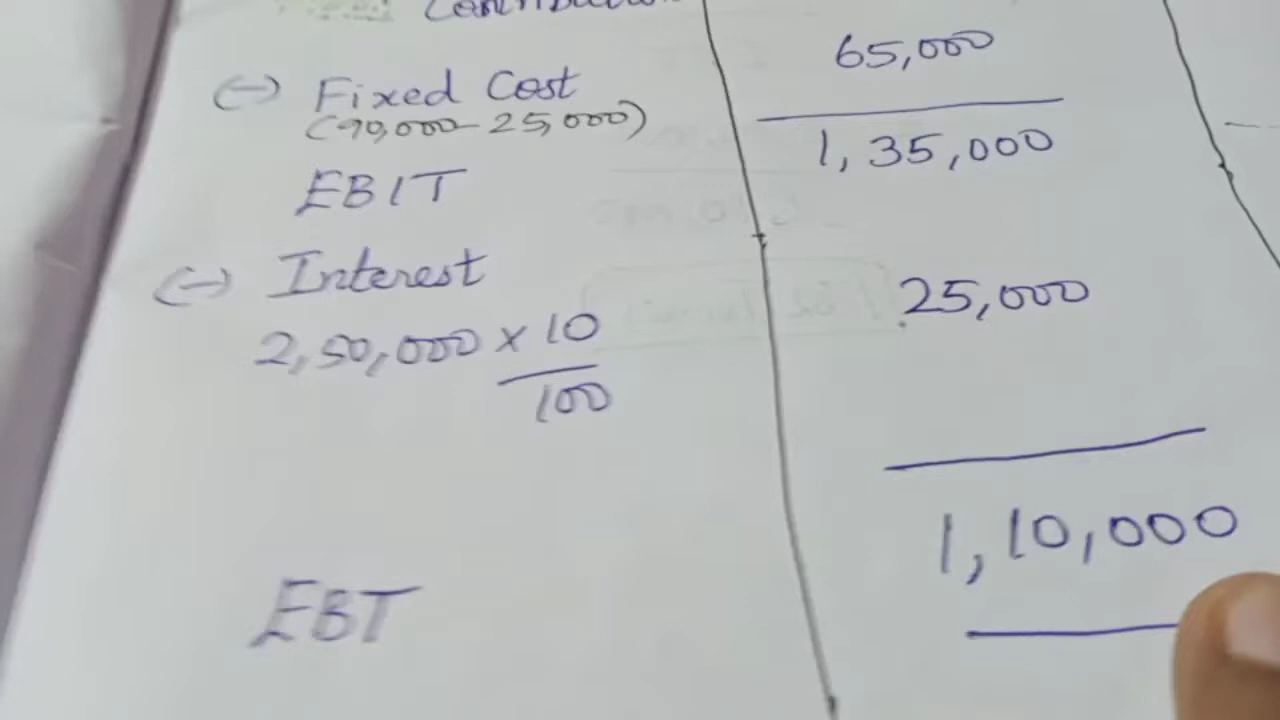 (-) Fixed Cost 65,000
(90,000 - 25,000)
EBIT 1,35,000
(-) Interest 25,000
2,50,000 x 10
100
1,10,000
EBT